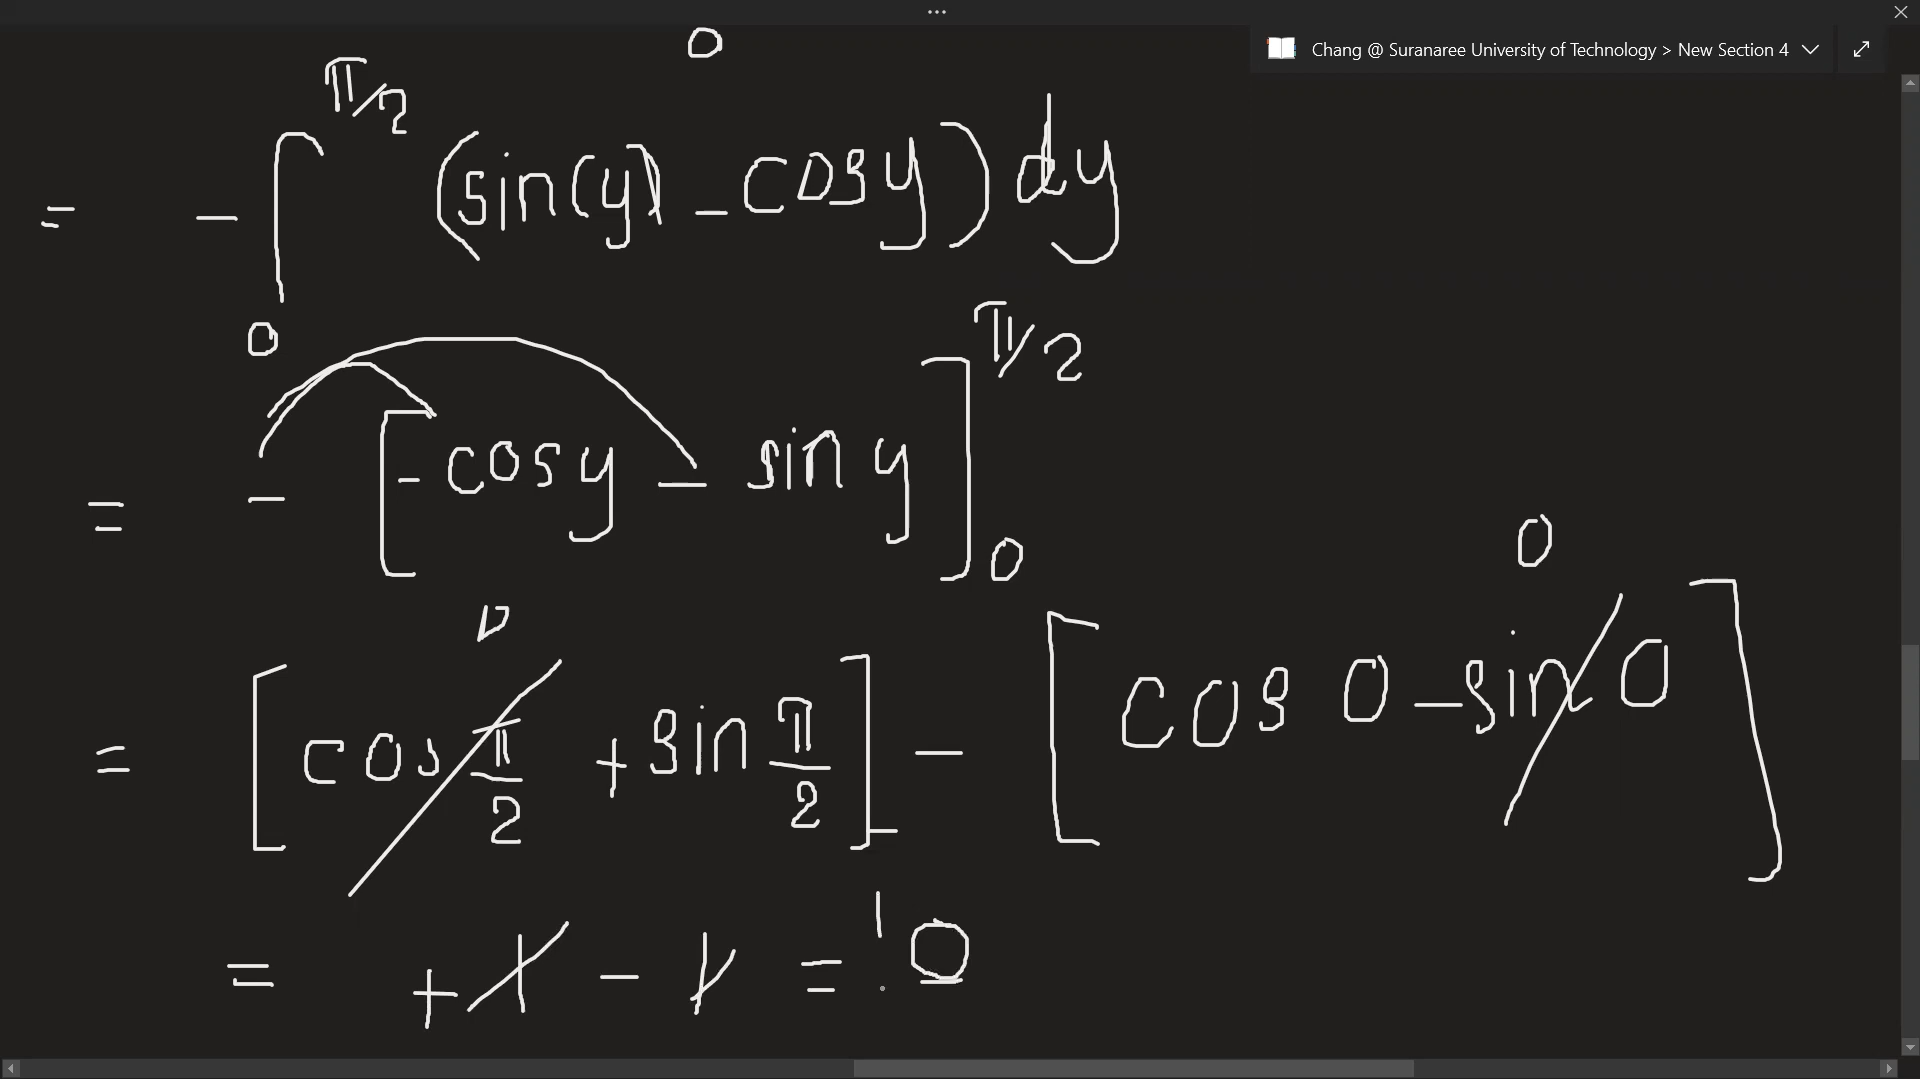 Chang @ Suranaree University of Technology > New Section 4
0
= - ∫₀^{π/2} (sin(y) - cos y) dy
= - [-cos y - sin y]₀^{π/2}
0 0
= [cos π/2 + sin π/2] - [cos 0 - sin 0]
= + 1 - 1 = 0